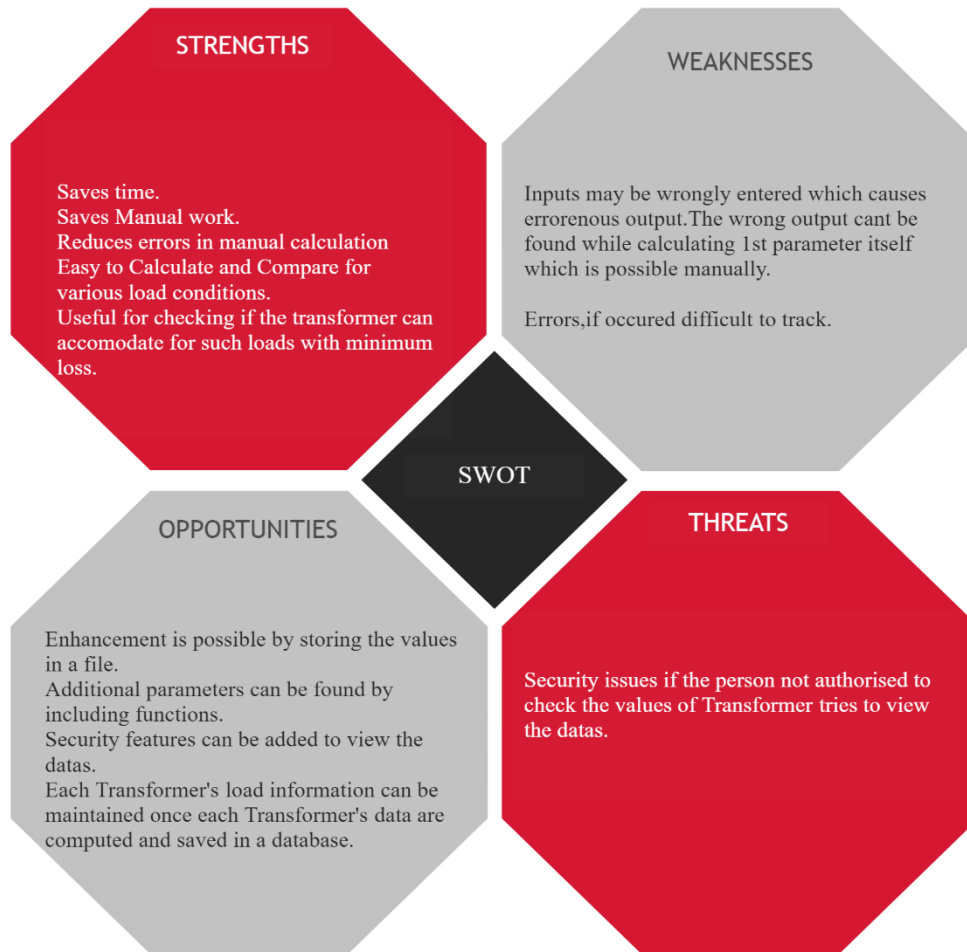 STRENGTHS
Saves time.
Saves Manual work.
Reduces errors in manual calculation
Easy to Calculate and Compare for
various load conditions.
Useful for checking if the transformer can
accomodate for such loads with minimum
loss.
WEAKNESSES
Inputs may be wrongly entered which causes
errorenous output.The wrong output cant be
found while calculating 1st parameter itself
which is possible manually.
Errors,if occured difficult to track.
SWOT
OPPORTUNITIES
Enhancement is possible by storing the values
in a file.
Additional parameters can be found by
including functions.
Security features can be added to view the
datas.
Each Transformer's load information can be
maintained once each Transformer's data are
computed and saved in a database.
THREATS
Security issues if the person not authorised to
check the values of Transformer tries to view
the datas.